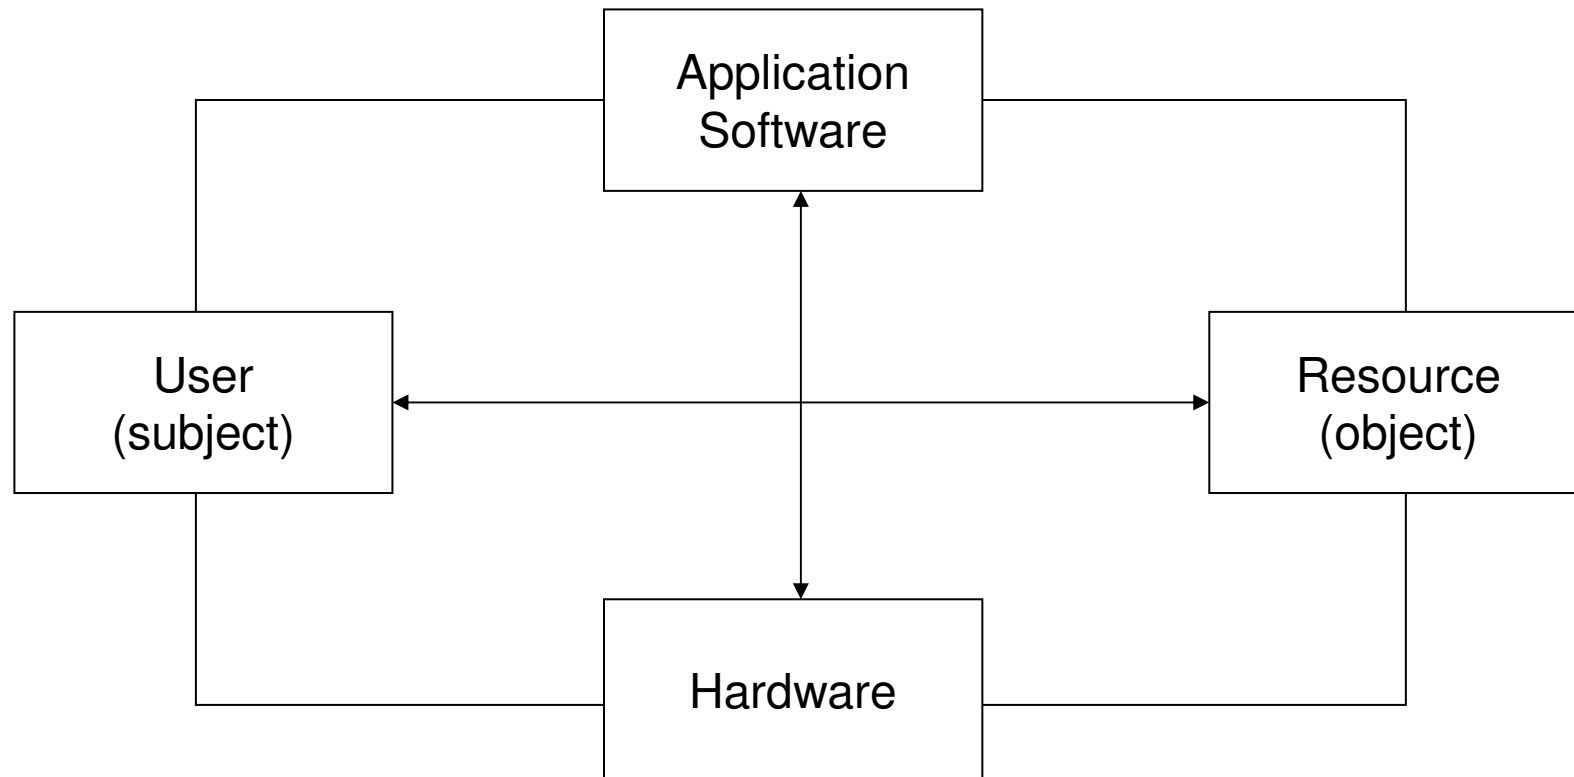 Application
Software
User
(subject)
Resource
(object)
Hardware